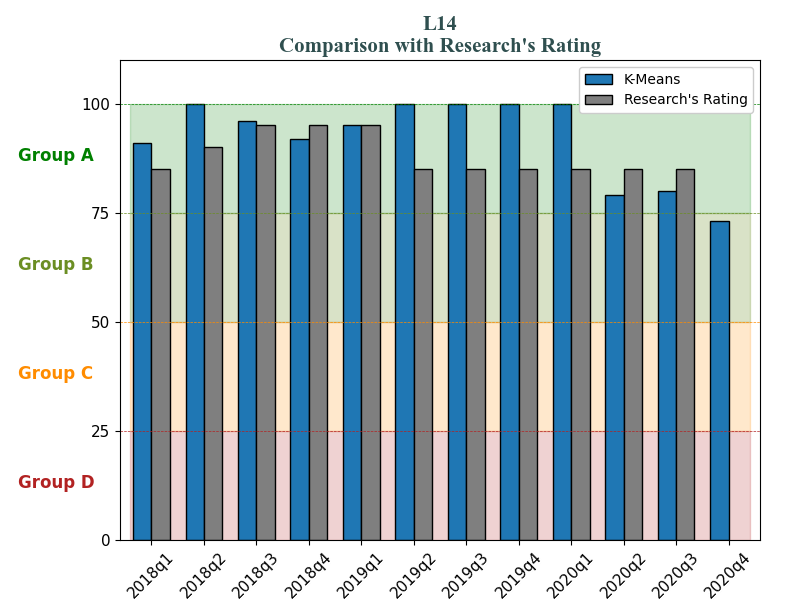 L14
Comparison with Research's Rating
K-Means
Research's Rating
100
Group A
75
Group B
50
Group C
25
Group D
0
2018q1
2018q2
2018q3
2018q4
2019q1
2019q2
2019q3
2019q4
2020q1
2020q2
2020q3
2020q4